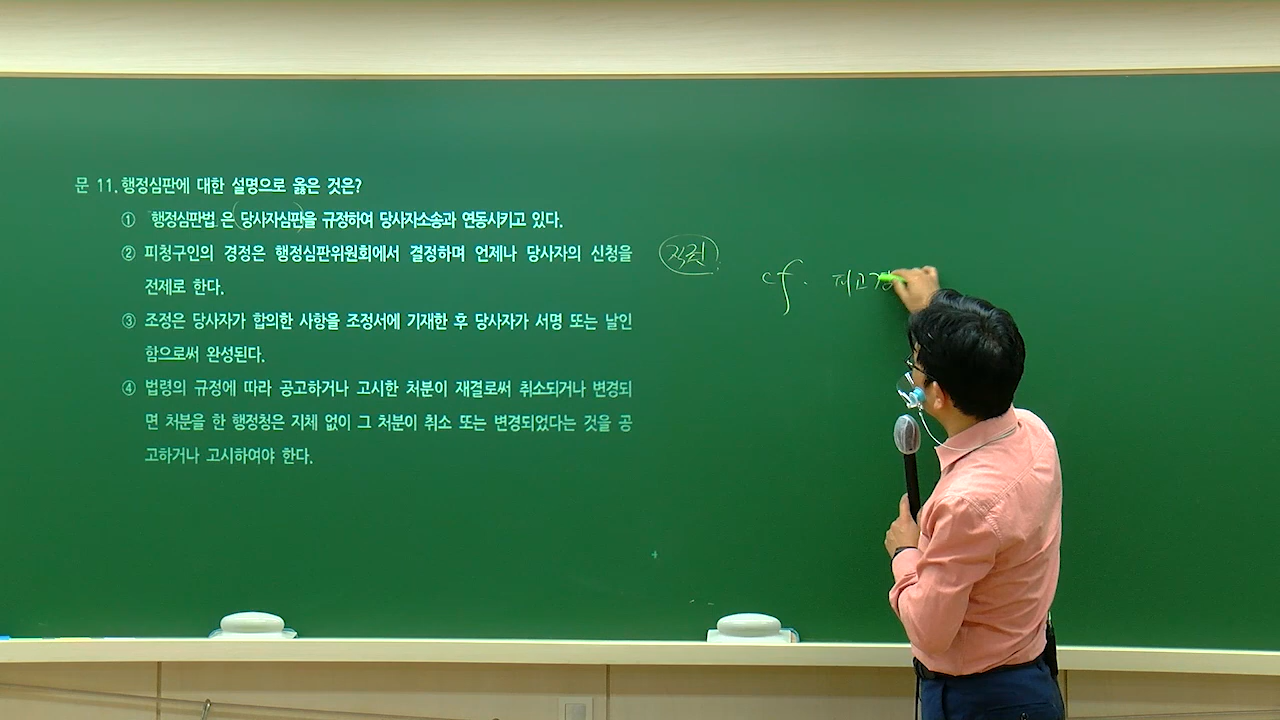 문 11. 행정심판에 대한 설명으로 옳은 것은?
① 「행정심판법」은 당사자심판을 규정하여 당사자소송과 연동시키고 있다.
② 피청구인의 경정은 행정심판위원회에서 결정하며 언제나 당사자의 신청을
전제로 한다.
③ 조정은 당사자가 합의한 사항을 조정서에 기재한 후 당사자가 서명 또는 날인
함으로써 완성된다.
④ 법령의 규정에 따라 공고하거나 고시한 처분이 재결로써 취소되거나 변경되
면 처분을 한 행정청은 지체 없이 그 처분이 취소 또는 변경되었다는 것을 공
고하거나 고시하여야 한다.
직권!
cf. 피고